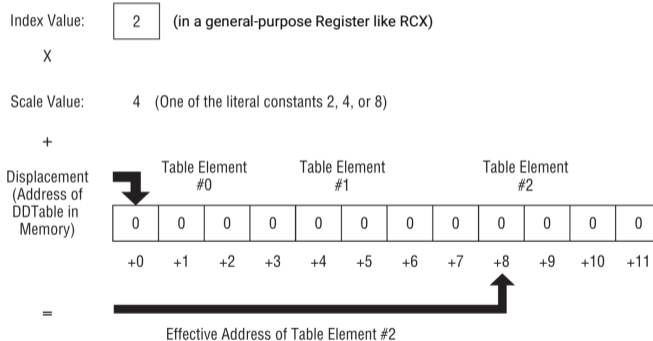 Index Value: 2 (in a general-purpose Register like RCX)
X
Scale Value: 4 (One of the literal constants 2, 4, or 8)
+
Displacement
(Address of
DDTable in
Memory)
Table Element
#0
Table Element
#1
Table Element
#2
0 0 0 0 0 0 0 0 0 0 0 0
+0 +1 +2 +3 +4 +5 +6 +7 +8 +9 +10 +11
=
Effective Address of Table Element #2